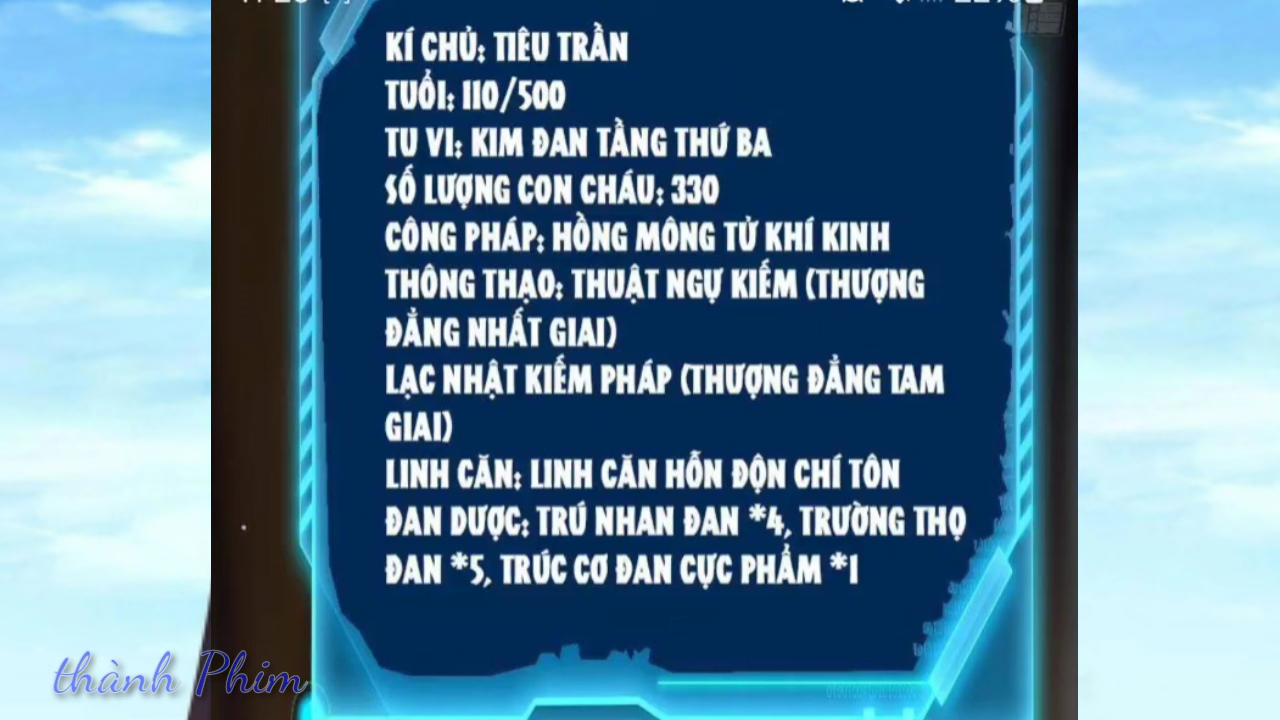 KÍ CHỦ: TIÊU TRẦN
TUỔI: 110/500
TU VI: KIM ĐAN TẦNG THỨ BA
SỐ LƯỢNG CON CHÁU: 330
CÔNG PHÁP: HỒNG MÔNG TỬ KHÍ KINH
THÔNG THẠO: THUẬT NGỰ KIẾM (THƯỢNG
ĐẲNG NHẤT GIAI)
LẠC NHẬT KIẾM PHÁP (THƯỢNG ĐẲNG TAM
GIAI)
LINH CĂN: LINH CĂN HỖN ĐỘN CHÍ TÔN
ĐAN DƯỢC: TRÚ NHAN ĐAN *4, TRƯỜNG THỌ
ĐAN *5, TRÚC CƠ ĐAN CỰC PHẨM *1
thành Phim